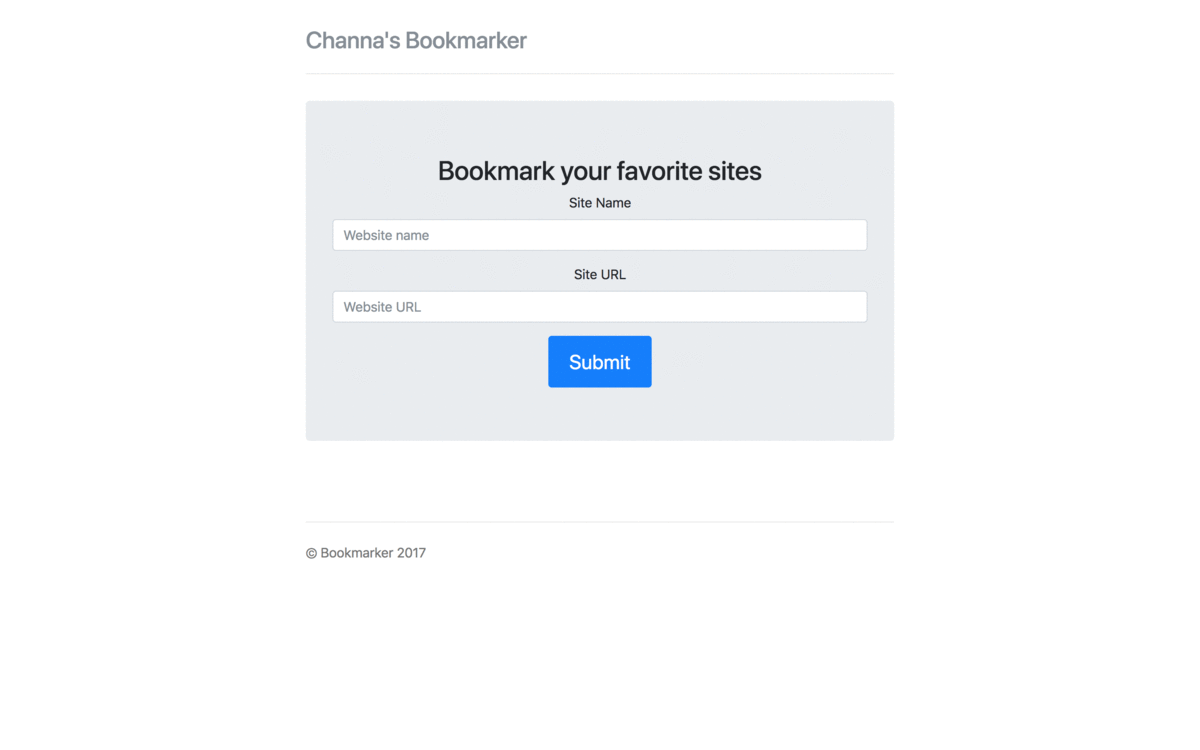 Channa's Bookmarker
Bookmark your favorite sites
Site Name
Website name
Site URL
Website URL
Submit
© Bookmarker 2017